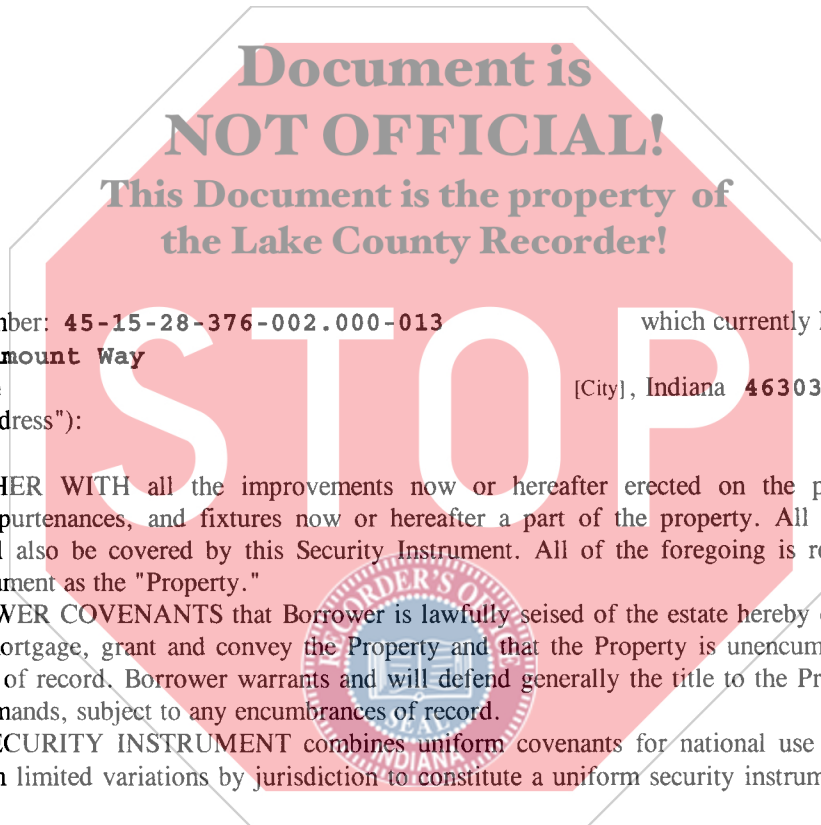 Document is
NOT OFFICIAL!
This Document is the property of
the Lake County Recorder!
STOP
nber: 45-15-28-376-002.000-013 which currently
mount Way
[City], Indiana 46303
dress"):
HER WITH all the improvements now or hereafter erected on the p
purtenances, and fixtures now or hereafter a part of the property. All
also be covered by this Security Instrument. All of the foregoing is r
ument as the "Property."
WER COVENANTS that Borrower is lawfully seised of the estate hereby
ortgage, grant and convey the Property and that the Property is unencum
of record. Borrower warrants and will defend generally the title to the Pr
mands, subject to any encumbrances of record.
ECURITY INSTRUMENT combines uniform covenants for national use
limited variations by jurisdiction to constitute a uniform security instrum
RECORDER'S OFFICE
SEAL
INDIANA